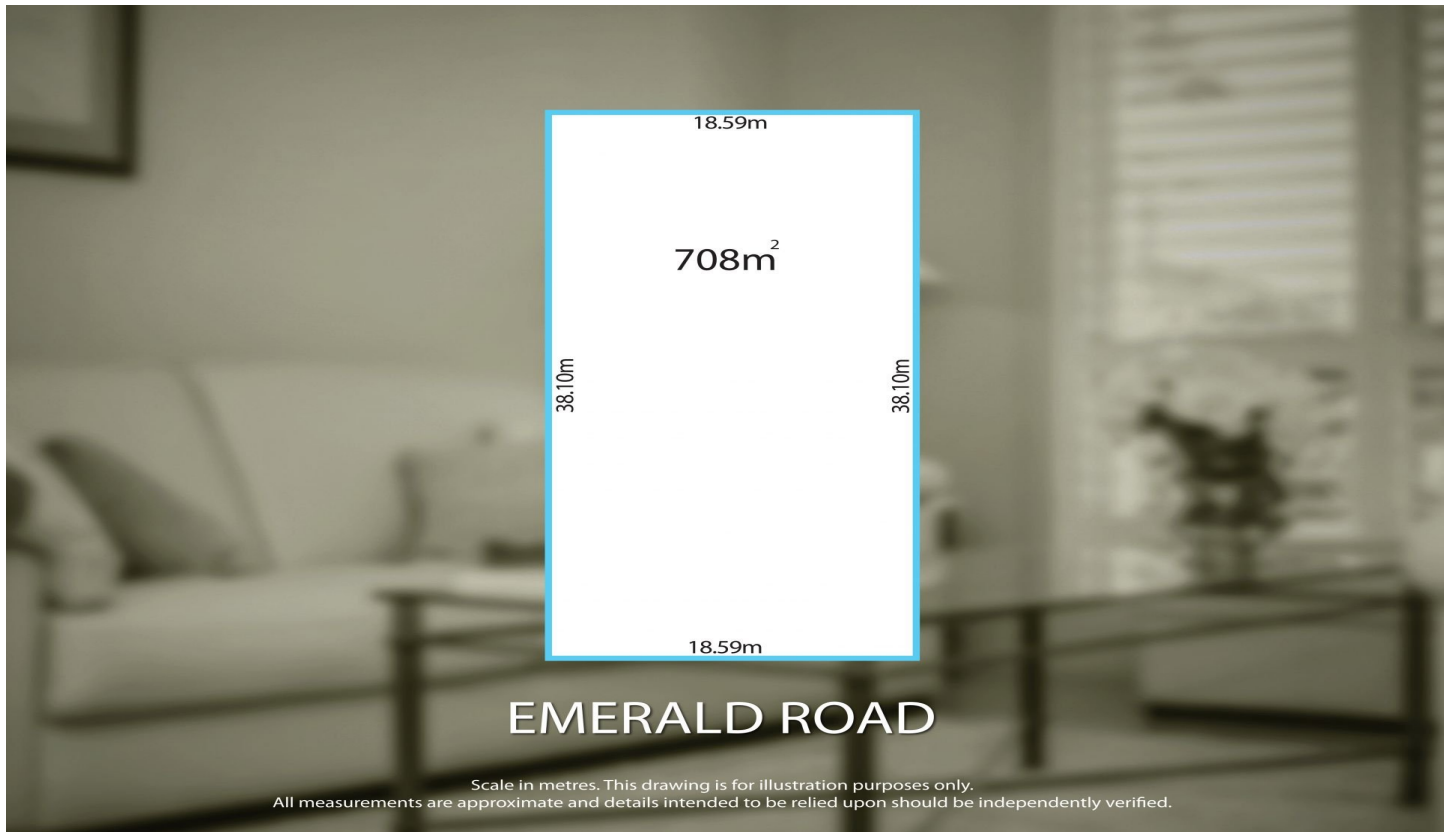 18.59m
708m²
38.10m
38.10m
18.59m
EMERALD ROAD
Scale in metres. This drawing is for illustration purposes only.
All measurements are approximate and details intended to be relied upon should be independently verified.